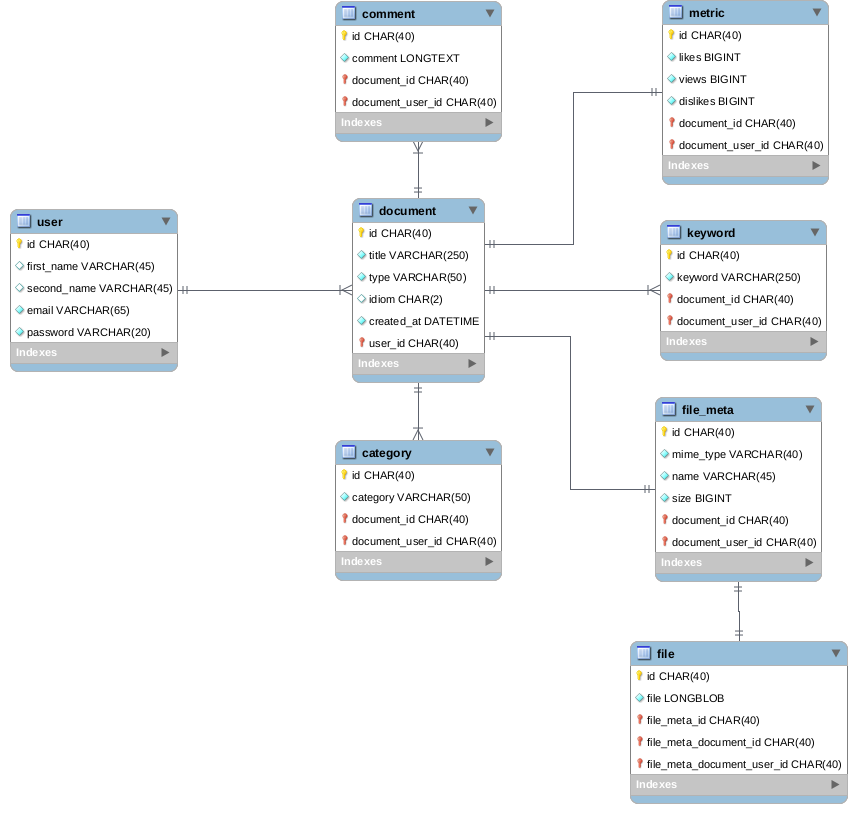 comment
id CHAR(40)
comment LONGTEXT
document_id CHAR(40)
document_user_id CHAR(40)
Indexes
metric
id CHAR(40)
likes BIGINT
views BIGINT
dislikes BIGINT
document_id CHAR(40)
document_user_id CHAR(40)
Indexes
user
id CHAR(40)
first_name VARCHAR(45)
second_name VARCHAR(45)
email VARCHAR(65)
password VARCHAR(20)
Indexes
document
id CHAR(40)
title VARCHAR(250)
type VARCHAR(50)
idiom CHAR(2)
created_at DATETIME
user_id CHAR(40)
Indexes
keyword
id CHAR(40)
keyword VARCHAR(250)
document_id CHAR(40)
document_user_id CHAR(40)
Indexes
category
id CHAR(40)
category VARCHAR(50)
document_id CHAR(40)
document_user_id CHAR(40)
Indexes
file_meta
id CHAR(40)
mime_type VARCHAR(40)
name VARCHAR(45)
size BIGINT
document_id CHAR(40)
document_user_id CHAR(40)
Indexes
file
id CHAR(40)
file LONGBLOB
file_meta_id CHAR(40)
file_meta_document_id CHAR(40)
file_meta_document_user_id CHAR(40)
Indexes